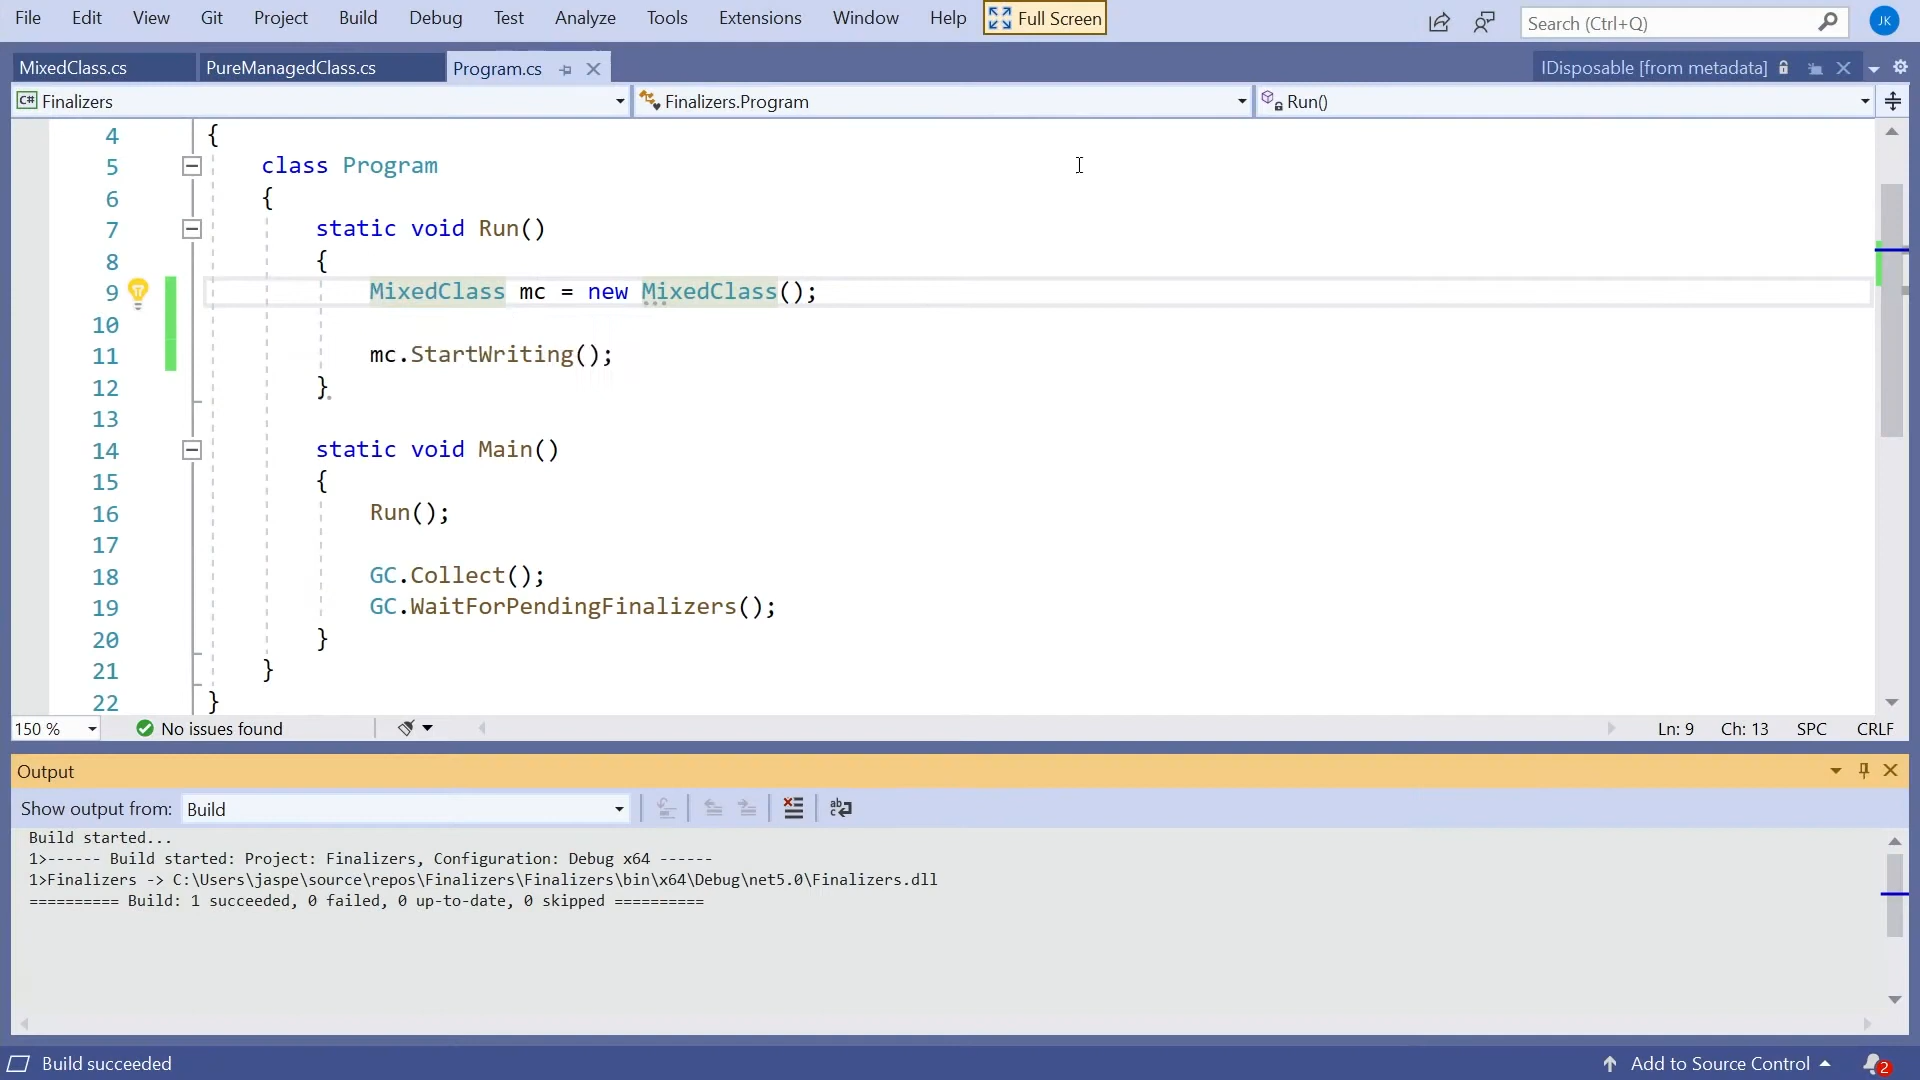 File Edit View Git Project Build Debug Test Analyze Tools Extensions Window Help Full Screen Search (Ctrl+Q) JK
MixedClass.cs PureManagedClass.cs Program.cs IDisposable [from metadata]
C# Finalizers Finalizers.Program Run()
4 {
5 class Program
6 {
7 static void Run()
8 {
9 MixedClass mc = new MixedClass();
10
11 mc.StartWriting();
12 }
13
14 static void Main()
15 {
16 Run();
17
18 GC.Collect();
19 GC.WaitForPendingFinalizers();
20 }
21 }
22 }
150 % No issues found Ln: 9 Ch: 13 SPC CRLF
Output
Show output from: Build
Build started...
1>------ Build started: Project: Finalizers, Configuration: Debug x64 ------
1>Finalizers -> C:\Users\jaspe\source\repos\Finalizers\Finalizers\bin\x64\Debug\net5.0\Finalizers.dll
========== Build: 1 succeeded, 0 failed, 0 up-to-date, 0 skipped ==========
Build succeeded Add to Source Control 2